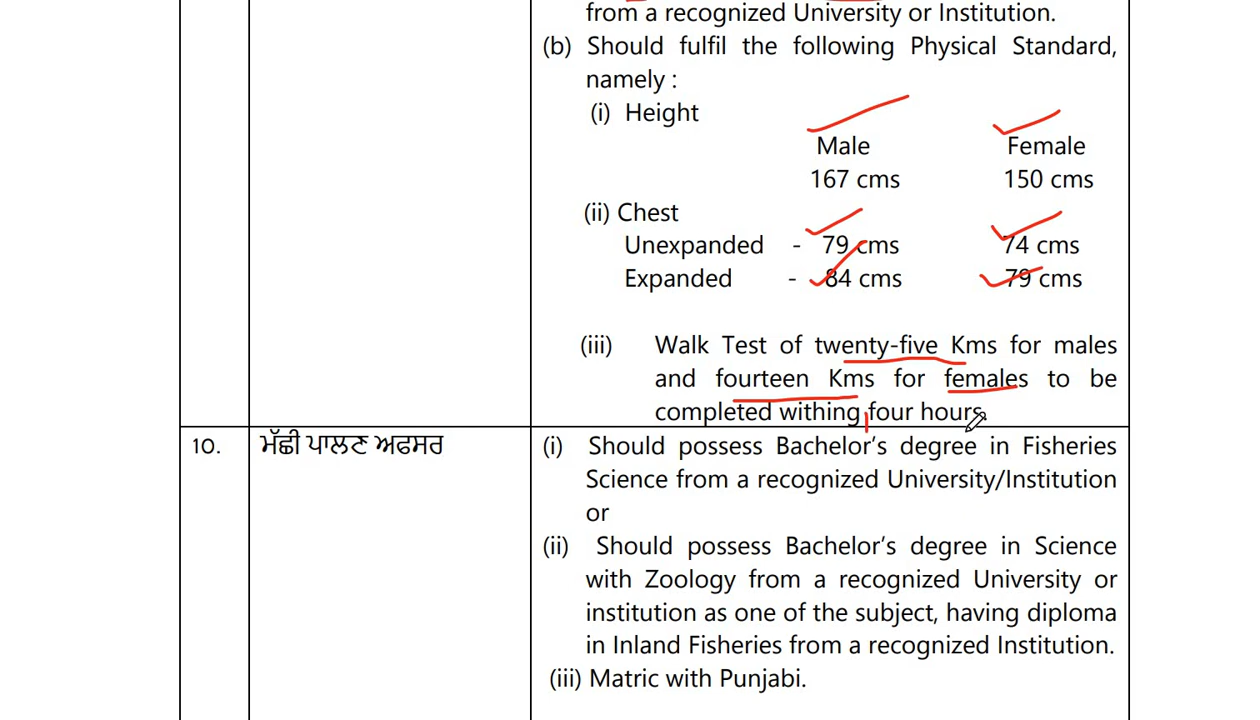 from a recognized University or Institution.
(b) Should fulfil the following Physical Standard,
namely :
(i) Height
Male Female
167 cms 150 cms
(ii) Chest
Unexpanded - 79 cms 74 cms
Expanded - 84 cms 79 cms
(iii) Walk Test of twenty-five Kms for males
and fourteen Kms for females to be
completed withing four hours.
10. ਮੱਛੀ ਪਾਲਣ ਅਫਸਰ (i) Should possess Bachelor's degree in Fisheries
Science from a recognized University/Institution
or
(ii) Should possess Bachelor's degree in Science
with Zoology from a recognized University or
institution as one of the subject, having diploma
in Inland Fisheries from a recognized Institution.
(iii) Matric with Punjabi.